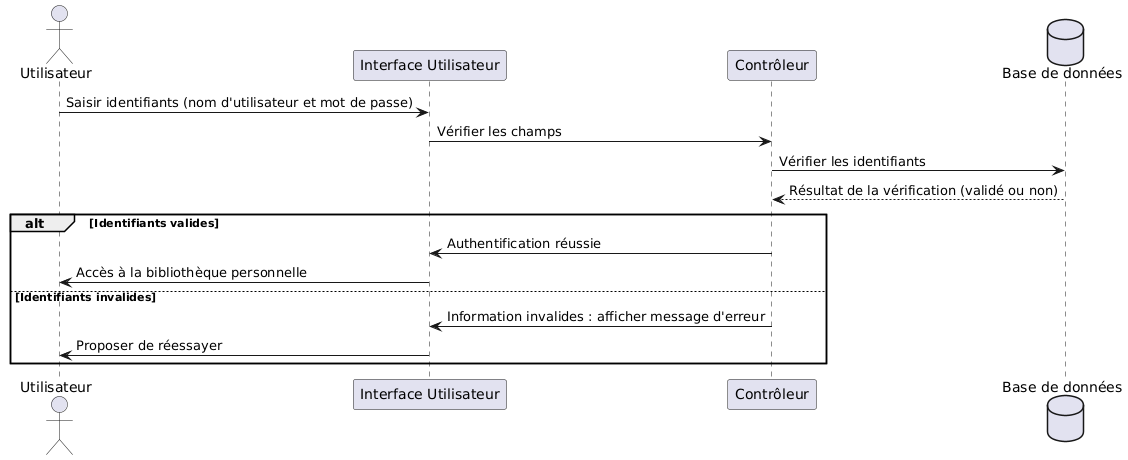 Utilisateur
Interface Utilisateur
Contrôleur
Base de données
Saisir identifiants (nom d'utilisateur et mot de passe)
Vérifier les champs
Vérifier les identifiants
Résultat de la vérification (validé ou non)
alt [Identifiants valides]
Authentification réussie
Accès à la bibliothèque personnelle
[Identifiants invalides]
Information invalides : afficher message d'erreur
Proposer de réessayer
Utilisateur
Interface Utilisateur
Contrôleur
Base de données